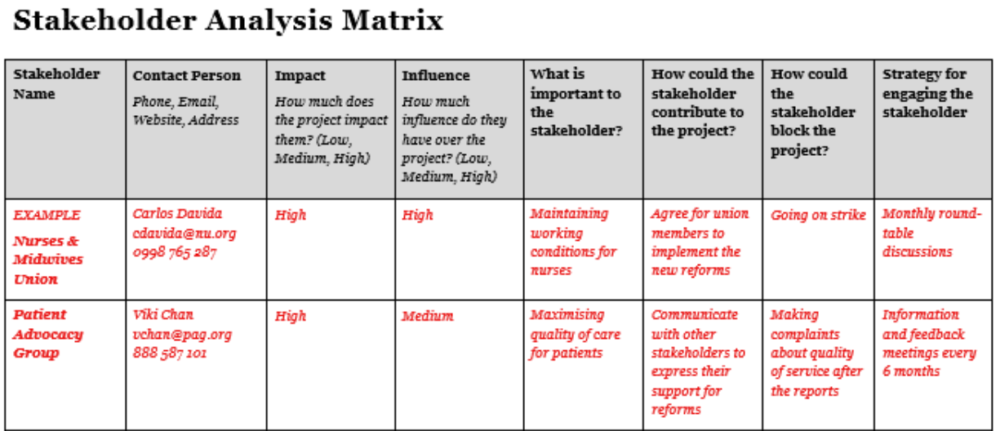 Stakeholder Analysis Matrix
Stakeholder
Name
Contact Person
Phone, Email,
Website, Address
Impact
How much does
the project impact
them? (Low,
Medium, High)
Influence
How much
influence do they
have over the
project? (Low,
Medium, High)
What is
important to
the
stakeholder?
How could the
stakeholder
contribute to
the project?
How could
the
stakeholder
block the
project?
Strategy for
engaging the
stakeholder
EXAMPLE
Nurses &
Midwives
Union
Carlos Davida
cdavida@nu.org
0998 765 287
High
High
Maintaining
working
conditions for
nurses
Agree for union
members to
implement the
new reforms
Going on strike
Monthly round-
table
discussions
Patient
Advocacy
Group
Viki Chan
vchan@pag.org
888 587 101
High
Medium
Maximising
quality of care
for patients
Communicate
with other
stakeholders to
express their
support for
reforms
Making
complaints
about quality
of service after
the reports
Information
and feedback
meetings every
6 months